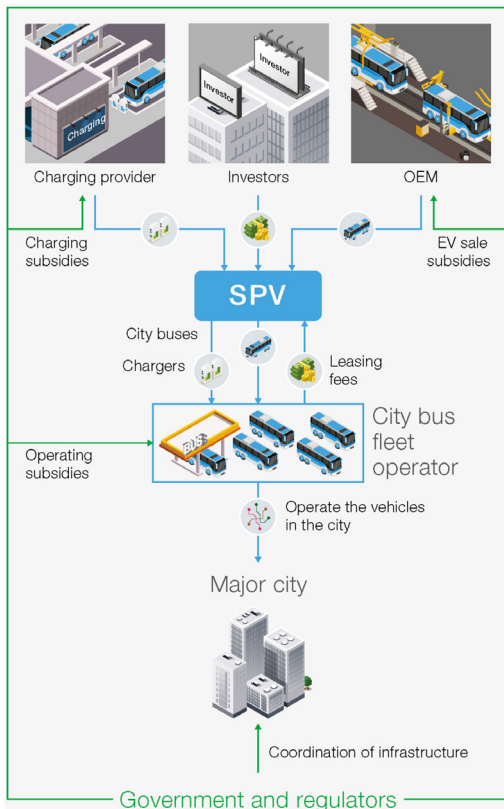 Charging
Investor
Investor
Charging provider
Investors
OEM
Charging
subsidies
EV sale
subsidies
SPV
City buses
Chargers
Leasing
fees
BUS
City bus
fleet
operator
Operating
subsidies
Operate the vehicles
in the city
Major city
Coordination of infrastructure
Government and regulators